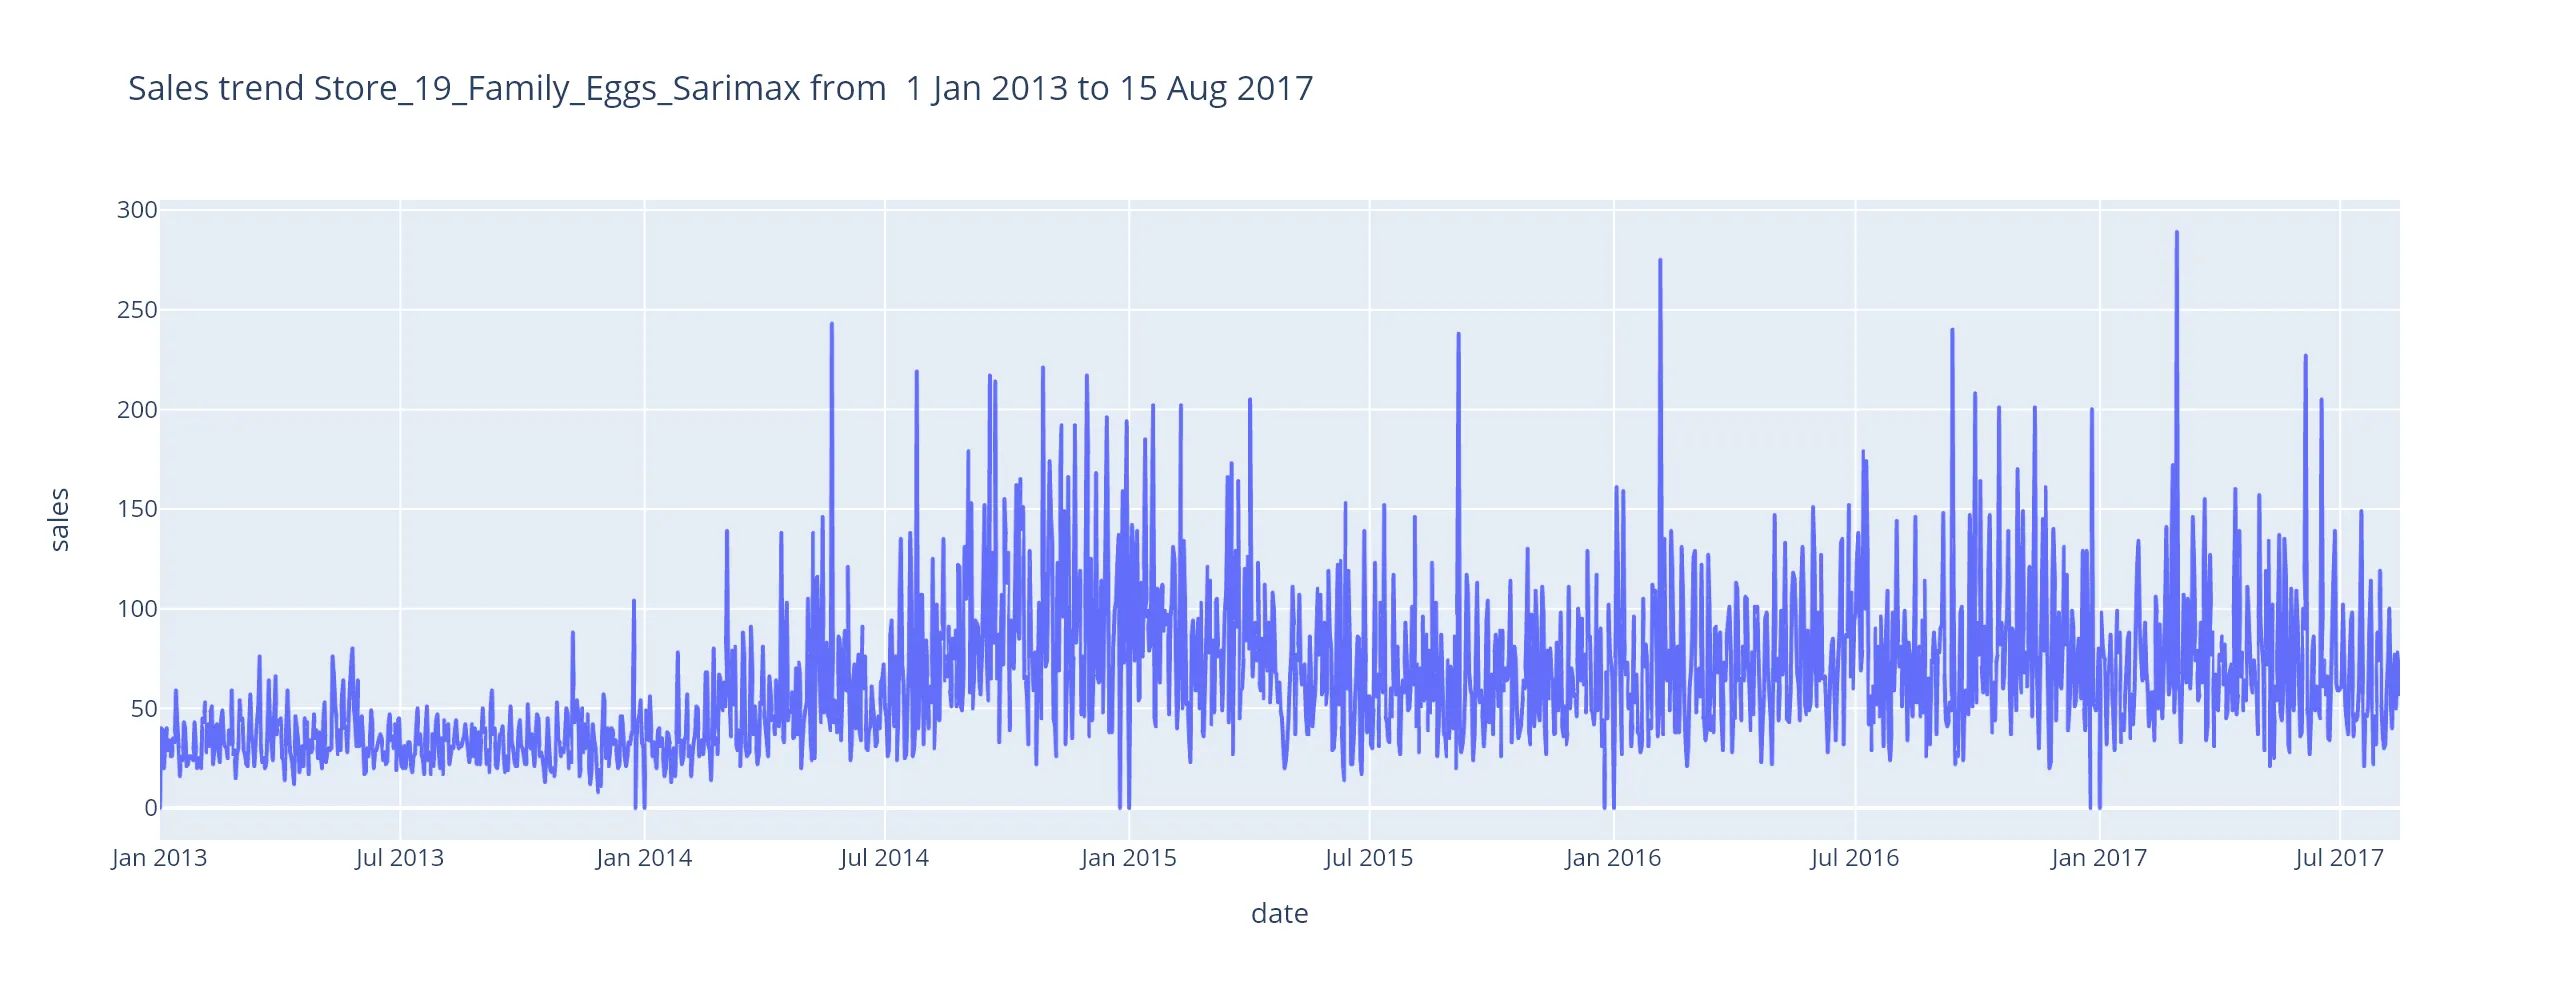 Sales trend Store_19_Family_Eggs_Sarimax from  1 Jan 2013 to 15 Aug 2017
300
250
200
150
100
50
0
sales
Jan 2013 Jul 2013 Jan 2014 Jul 2014 Jan 2015 Jul 2015 Jan 2016 Jul 2016 Jan 2017 Jul 2017
date